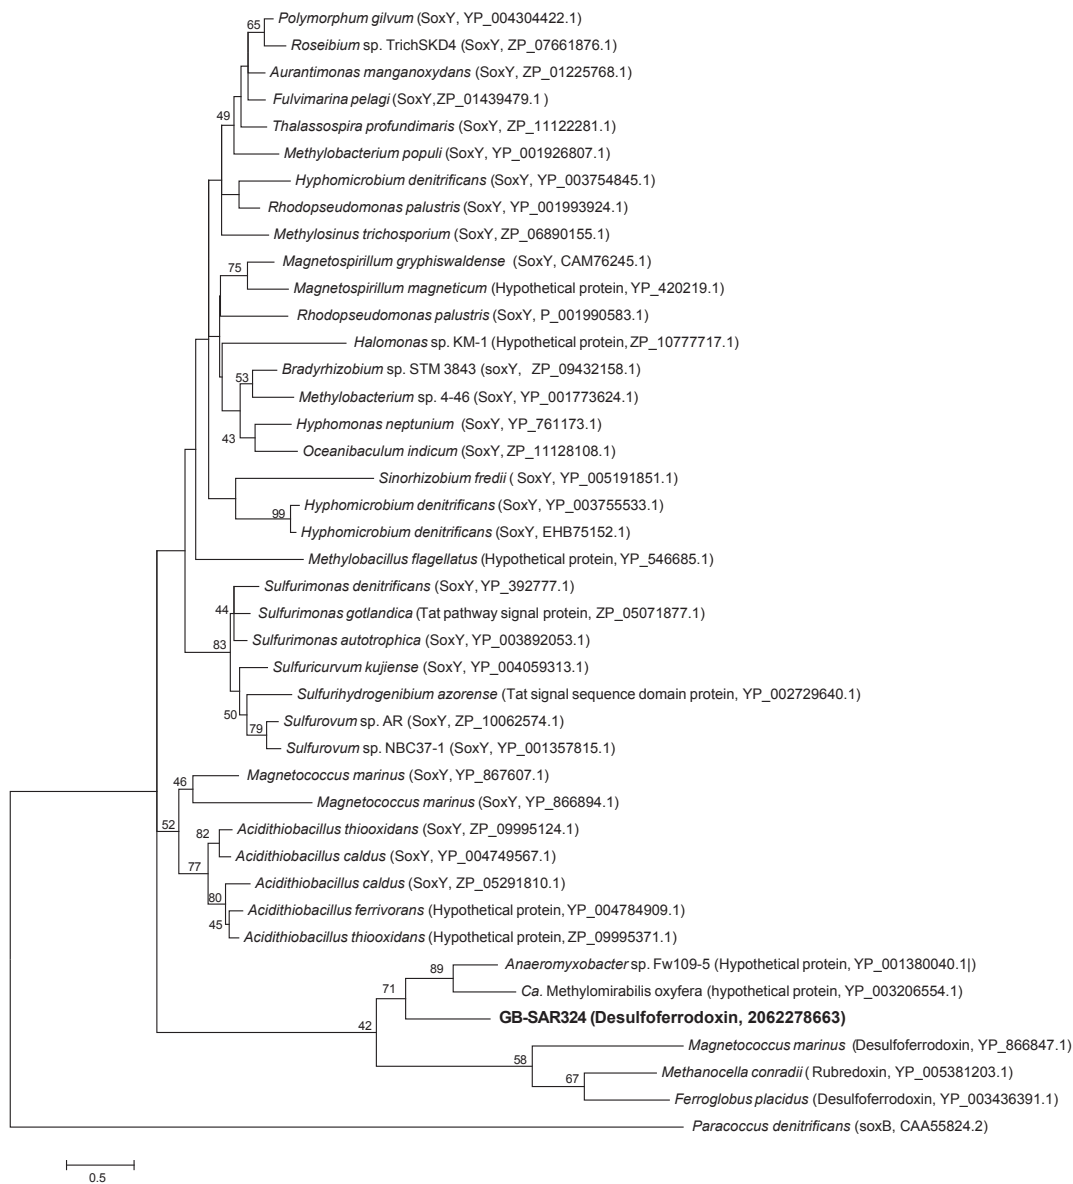 65
Polymorphum gilvum (SoxY, YP_004304422.1)
Roseibium sp. TrichSKD4 (SoxY, ZP_07661876.1)
Aurantimonas manganoxydans (SoxY, ZP_01225768.1)
Fulvimarina pelagi (SoxY,ZP_01439479.1 )
49
Thalassospira profundimaris (SoxY, ZP_11122281.1)
Methylobacterium populi (SoxY, YP_001926807.1)
Hyphomicrobium denitrificans (SoxY, YP_003754845.1)
Rhodopseudomonas palustris (SoxY, YP_001993924.1)
Methylosinus trichosporium (SoxY, ZP_06890155.1)
75
Magnetospirillum gryphiswaldense (SoxY, CAM76245.1)
Magnetospirillum magneticum (Hypothetical protein, YP_420219.1)
Rhodopseudomonas palustris (SoxY, P_001990583.1)
Halomonas sp. KM-1 (Hypothetical protein, ZP_10777717.1)
53
Bradyrhizobium sp. STM 3843 (soxY, ZP_09432158.1)
Methylobacterium sp. 4-46 (SoxY, YP_001773624.1)
43
Hyphomonas neptunium (SoxY, YP_761173.1)
Oceanibaculum indicum (SoxY, ZP_11128108.1)
Sinorhizobium fredii ( SoxY, YP_005191851.1)
99
Hyphomicrobium denitrificans (SoxY, YP_003755533.1)
Hyphomicrobium denitrificans (SoxY, EHB75152.1)
Methylobacillus flagellatus (Hypothetical protein, YP_546685.1)
Sulfurimonas denitrificans (SoxY, YP_392777.1)
44
Sulfurimonas gotlandica (Tat pathway signal protein, ZP_05071877.1)
Sulfurimonas autotrophica (SoxY, YP_003892053.1)
83
Sulfuricurvum kujiense (SoxY, YP_004059313.1)
Sulfurihydrogenibium azorense (Tat signal sequence domain protein, YP_002729640.1)
50
79
Sulfurovum sp. AR (SoxY, ZP_10062574.1)
Sulfurovum sp. NBC37-1 (SoxY, YP_001357815.1)
46
Magnetococcus marinus (SoxY, YP_867607.1)
Magnetococcus marinus (SoxY, YP_866894.1)
52
82
Acidithiobacillus thiooxidans (SoxY, ZP_09995124.1)
Acidithiobacillus caldus (SoxY, YP_004749567.1)
77
Acidithiobacillus caldus (SoxY, ZP_05291810.1)
80
Acidithiobacillus ferrivorans (Hypothetical protein, YP_004784909.1)
45
Acidithiobacillus thiooxidans (Hypothetical protein, ZP_09995371.1)
89
Anaeromyxobacter sp. Fw109-5 (Hypothetical protein, YP_001380040.1|)
71
Ca. Methylomirabilis oxyfera (hypothetical protein, YP_003206554.1)
GB-SAR324 (Desulfoferrodoxin, 2062278663)
42
58
Magnetococcus marinus (Desulfoferrodoxin, YP_866847.1)
67
Methanocella conradii ( Rubredoxin, YP_005381203.1)
Ferroglobus placidus (Desulfoferrodoxin, YP_003436391.1)
Paracoccus denitrificans (soxB, CAA55824.2)
0.5